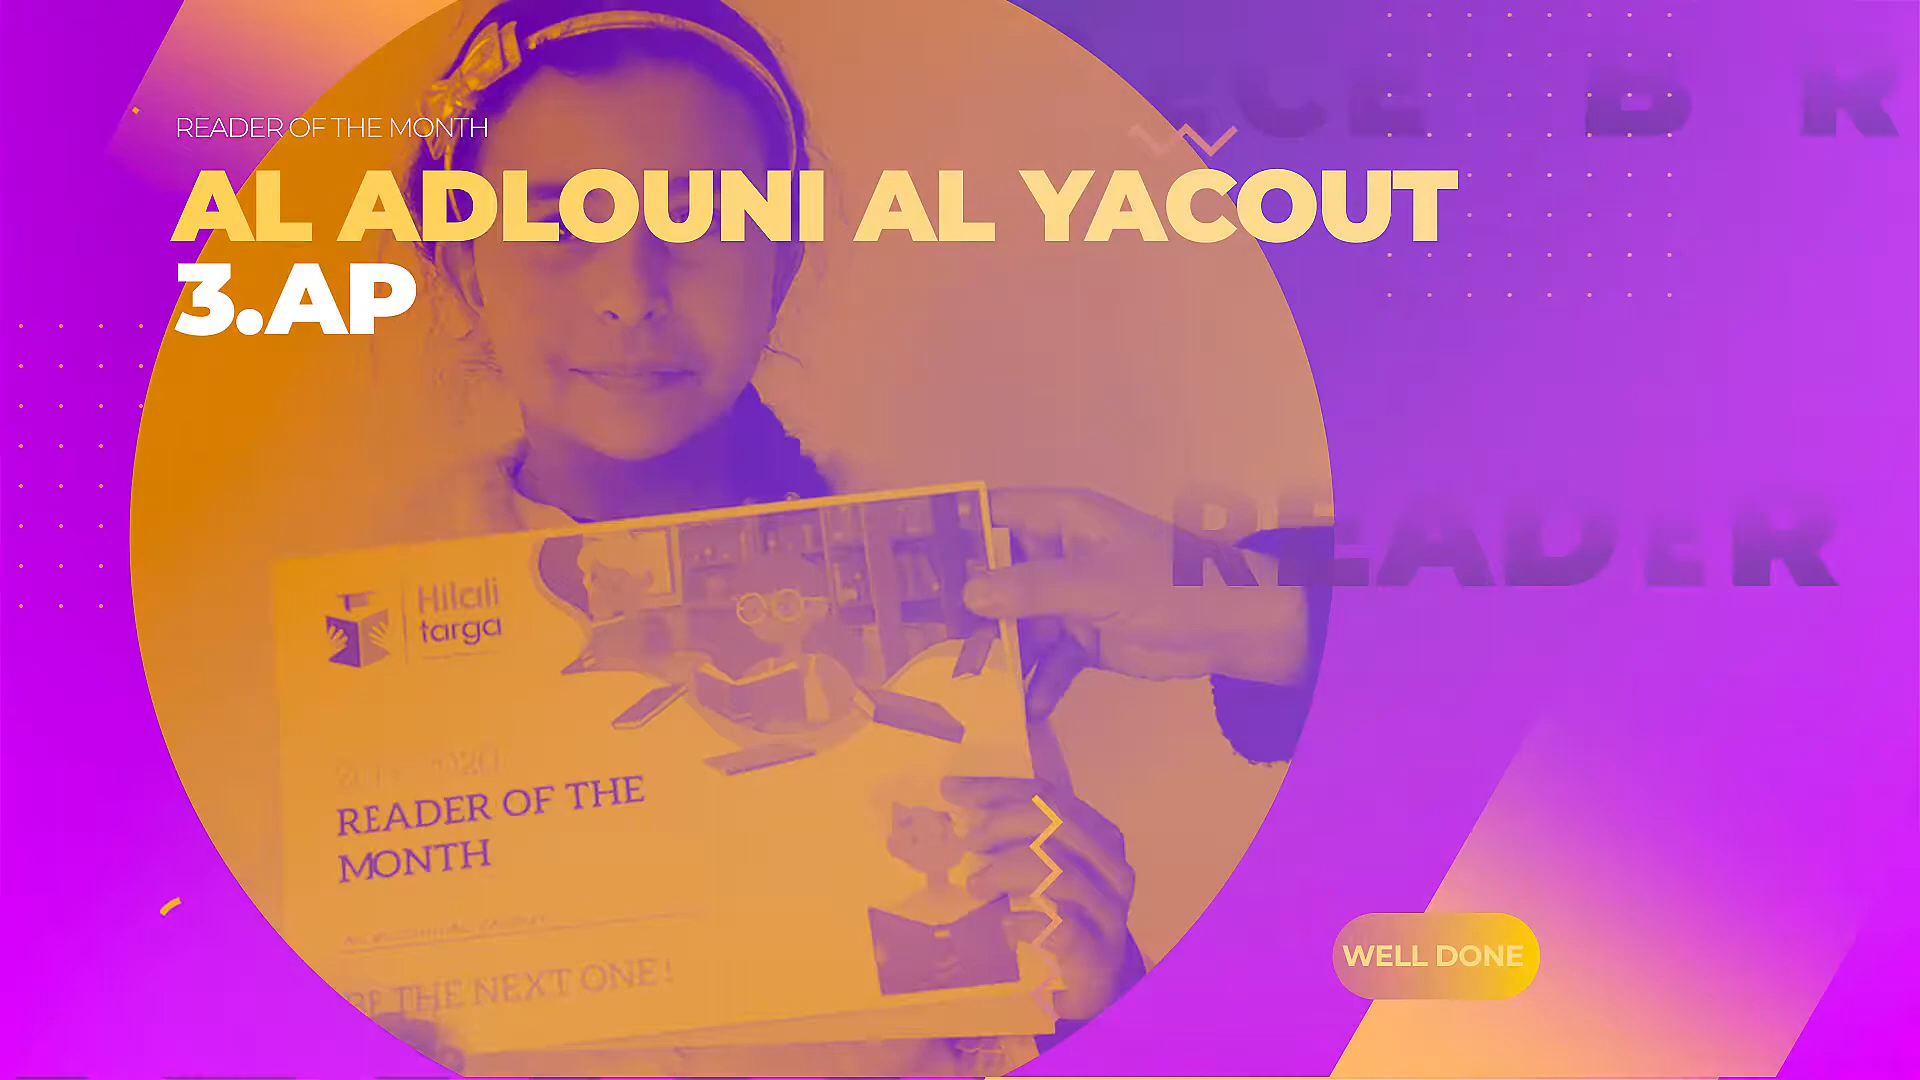 READER OF THE MONTH
AL ADLOUNI AL YACOUT
3.AP
READER
Hilali
targa
READER OF THE
MONTH
BE THE NEXT ONE!
WELL DONE